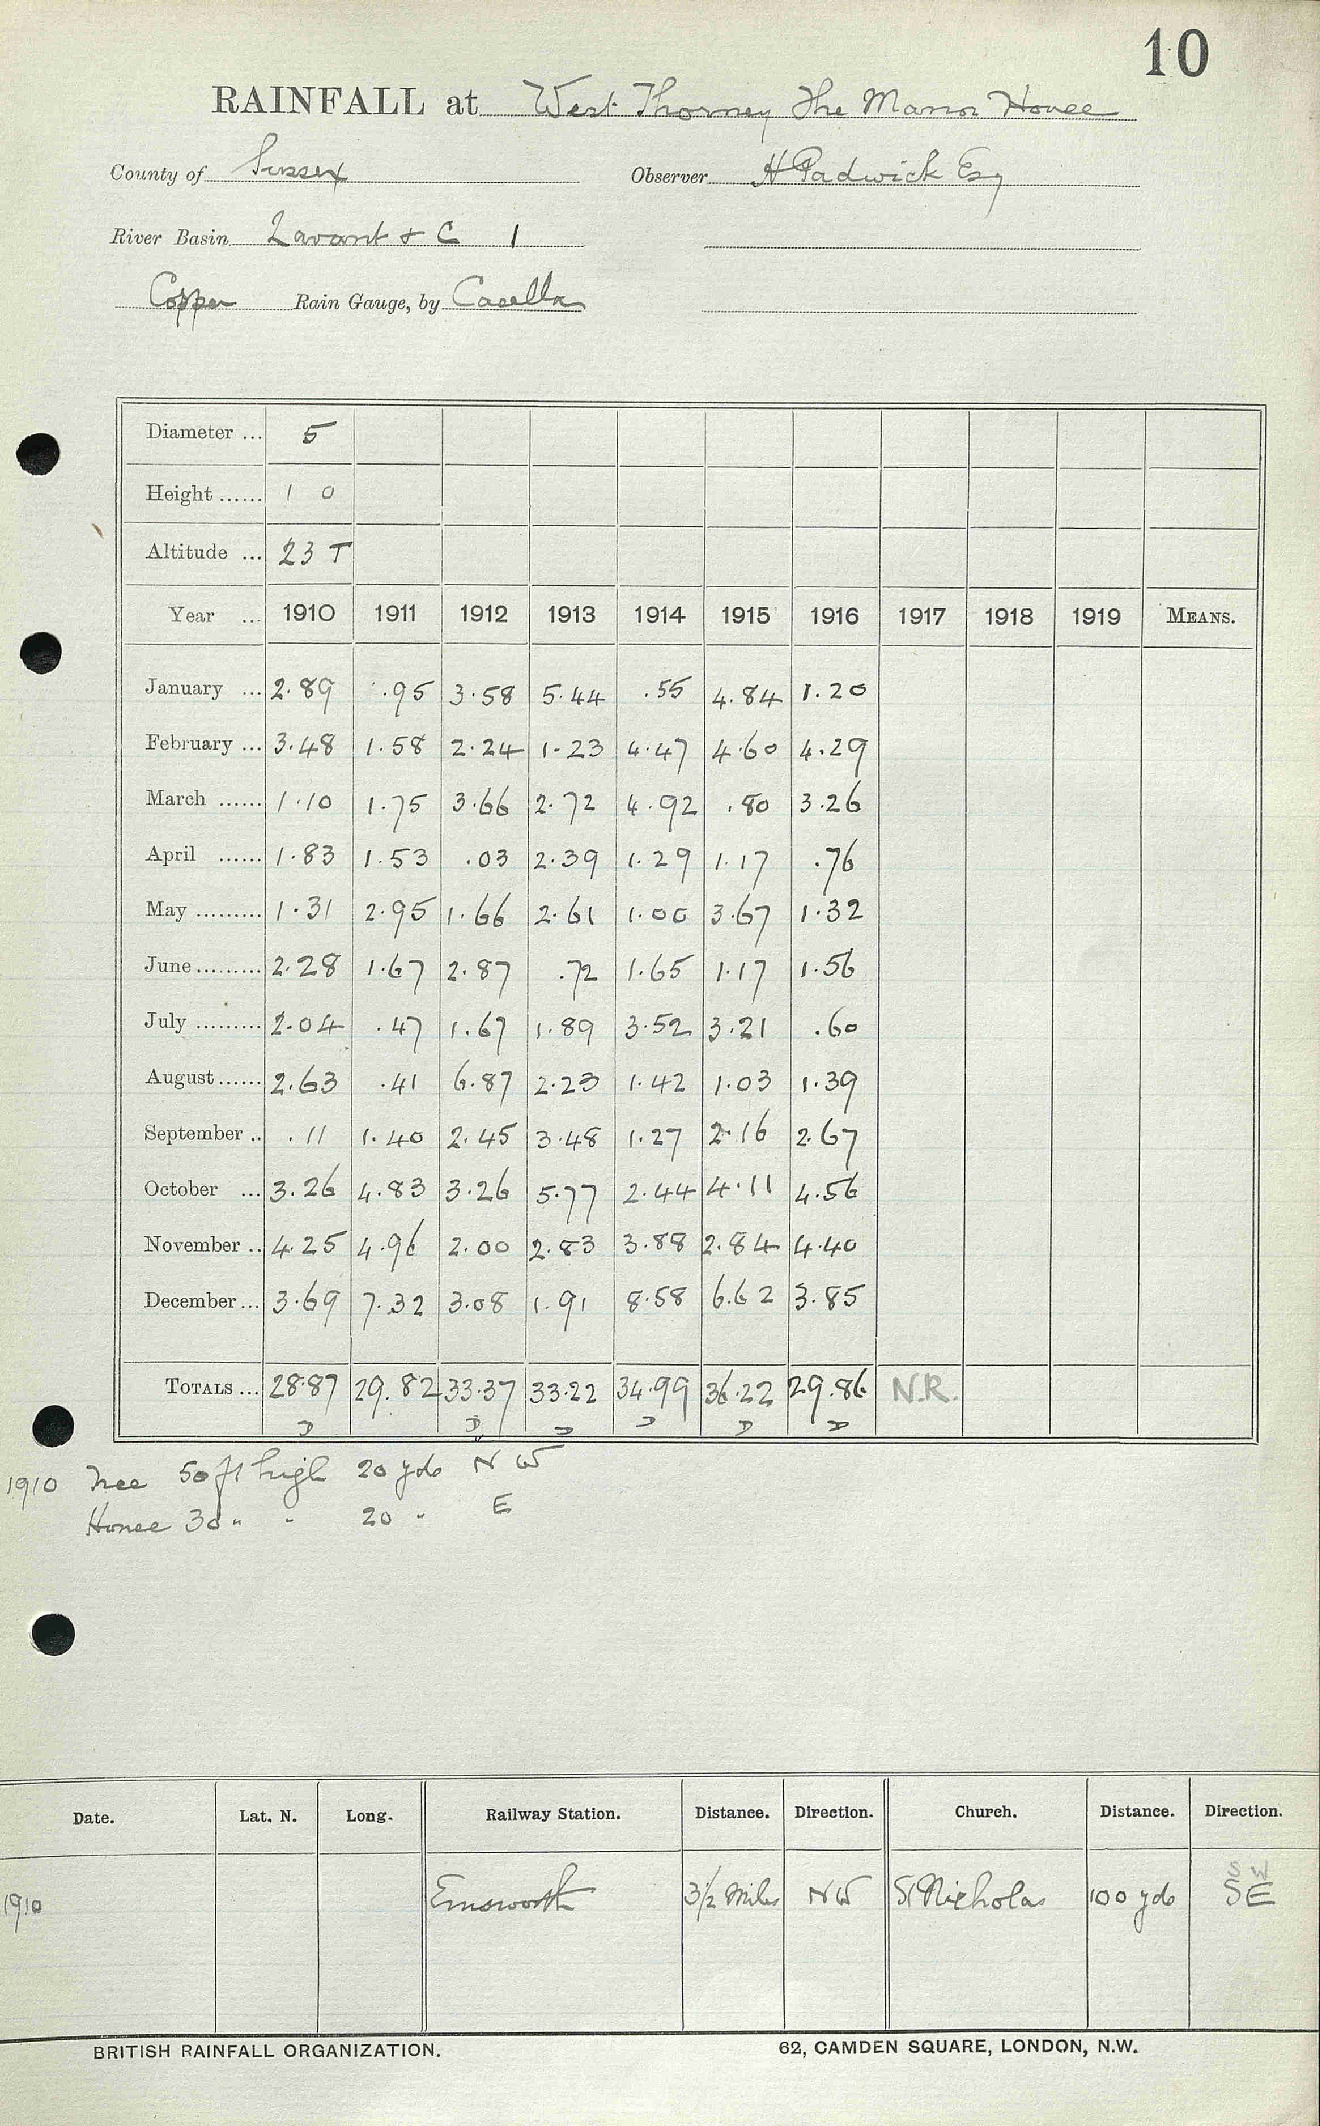 10
RAINFALL at West Thorney The Manor House
County of Sussex Observer H Padwick Esq
River Basin Lavant & C 1
Copper Rain Gauge, by Casella
Diameter ... 5
Height ...... 1 0
Altitude ... 23 T
Year ... 1910 1911 1912 1913 1914 1915 1916 1917 1918 1919 MEANS.
January ... 2.89 .95 3.58 5.44 .55 4.84 1.20
February ... 3.48 1.58 2.24 1.23 4.47 4.60 4.29
March ...... 1.10 1.75 3.66 2.72 4.92 .80 3.26
April ...... 1.83 1.53 .03 2.39 1.29 1.17 .76
May ......... 1.31 2.95 1.66 2.61 1.00 3.67 1.32
June ......... 2.28 1.67 2.87 .72 1.65 1.17 1.56
July ......... 2.04 .47 1.67 1.89 3.52 3.21 .60
August ...... 2.63 .41 6.87 2.23 1.42 1.03 1.39
September .. .11 1.40 2.45 3.48 1.27 2.16 2.67
October ... 3.26 4.83 3.26 5.77 2.44 4.11 4.56
November .. 4.25 4.96 2.00 2.83 3.88 2.84 4.40
December ... 3.69 7.32 3.08 1.91 8.58 6.62 3.85
TOTALS ... 28.87 29.82 33.37 33.22 34.99 36.22 29.86 N.R.
D D D D D D
1910 Tree 50 ft high 20 yds N W
House 30 " " 20 " E
Date. Lat. N. Long. Railway Station. Distance. Direction. Church. Distance. Direction.
S W
1910 Emsworth 3 1/2 Miles NW St Nicholas 100 yds SE
BRITISH RAINFALL ORGANIZATION. 62, CAMDEN SQUARE, LONDON, N.W.